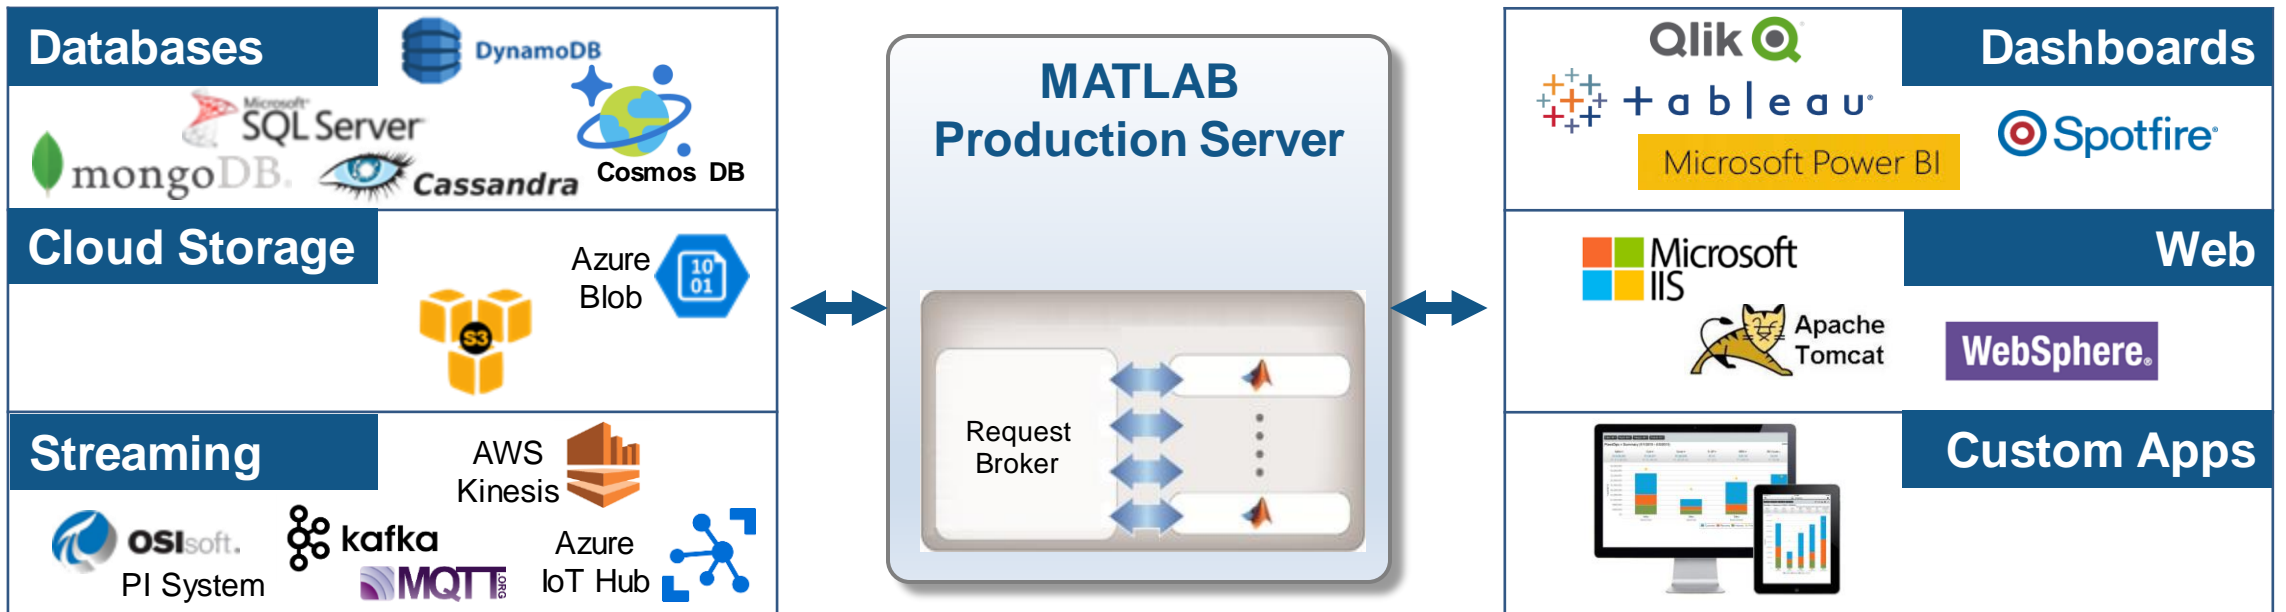 Databases
DynamoDB
Microsoft
SQL Server
mongoDB.
Cassandra
Cosmos DB
Cloud Storage
S3
Azure
Blob
10
01
Streaming
AWS
Kinesis
OSIsoft.
PI System
kafka
MQTT.ORG
Azure
IoT Hub
MATLAB
Production Server
Request
Broker
Qlik
Dashboards
+ableau
Spotfire
Microsoft Power BI
Web
Microsoft
IIS
Apache
Tomcat
WebSphere.
Custom Apps